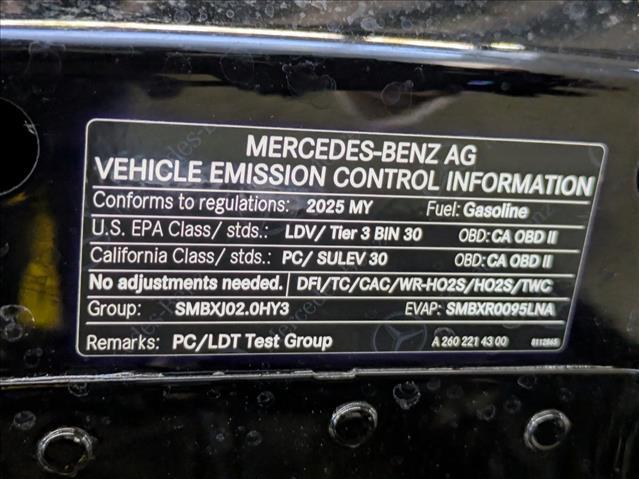 MERCEDES-BENZ AG
VEHICLE EMISSION CONTROL INFORMATION
Conforms to regulations: 2025 MY Fuel: Gasoline
U.S. EPA Class/ stds.: LDV/ Tier 3 BIN 30 OBD: CA OBD II
California Class/ stds.: PC/ SULEV 30 OBD: CA OBD II
No adjustments needed. DFI/TC/CAC/WR-HO2S/HO2S/TWC
Group: SMBXJ02.0HY3 EVAP: SMBXR0095LNA
Remarks: PC/LDT Test Group A 260 221 43 00